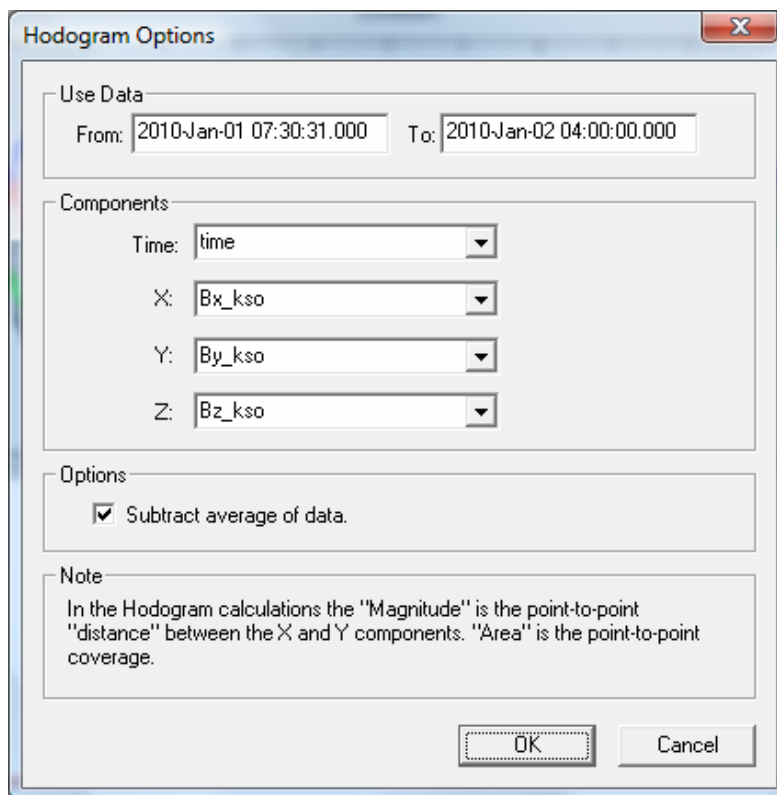 Hodogram Options
Use Data
From: 2010-Jan-01 07:30:31.000 To: 2010-Jan-02 04:00:00.000
Components
Time: time
X: Bx_kso
Y: By_kso
Z: Bz_kso
Options
Subtract average of data.
Note
In the Hodogram calculations the "Magnitude" is the point-to-point
"distance" between the X and Y components. "Area" is the point-to-point
coverage.
OK Cancel